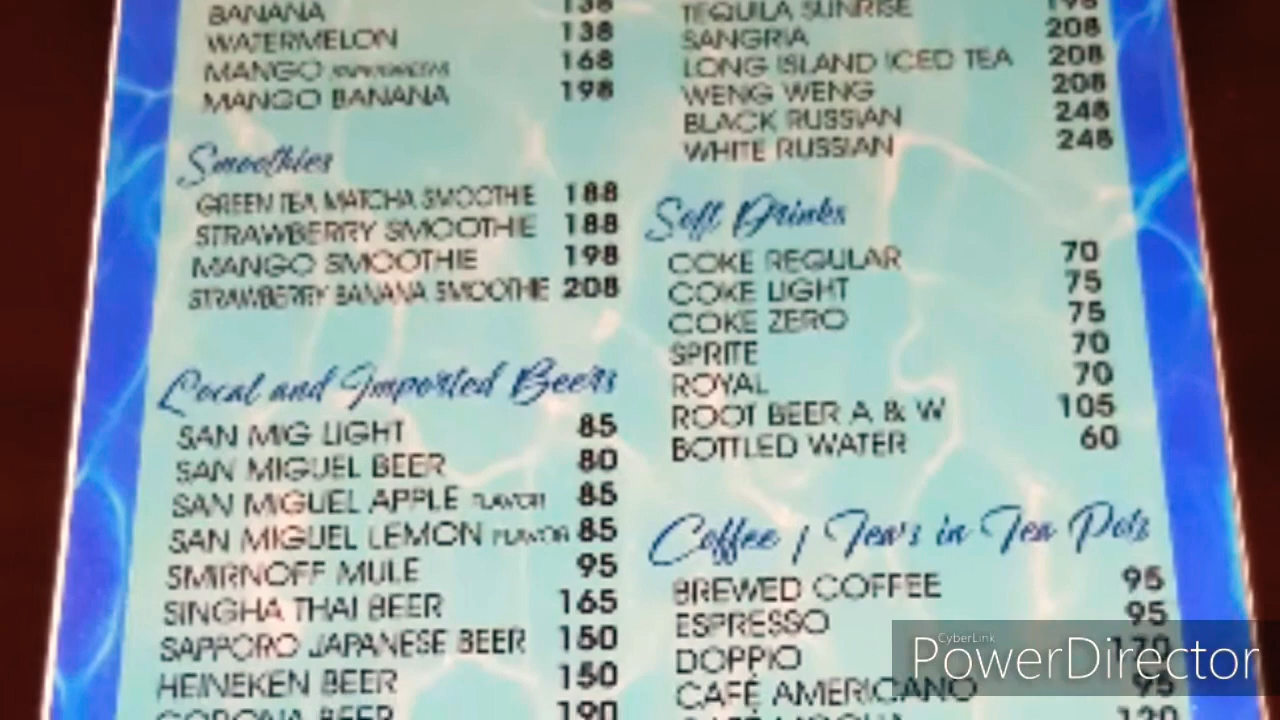 BANANA 138
WATERMELON 138
MANGO 168
MANGO BANANA 198
Smoothies
GREEN TEA MATCHA SMOOTHIE 188
STRAWBERRY SMOOTHIE 188
MANGO SMOOTHIE 198
STRAWBERRY BANANA SMOOTHIE 208
Local and Imported Beers
SAN MIG LIGHT 85
SAN MIGUEL BEER 80
SAN MIGUEL APPLE FLAVOR 85
SAN MIGUEL LEMON FLAVOR 85
SMIRNOFF MULE 95
SINGHA THAI BEER 165
SAPPORO JAPANESE BEER 150
HEINEKEN BEER 150
CORONA BEER 190
TEQUILA SUNRISE 198
SANGRIA 208
LONG ISLAND ICED TEA 208
WENG WENG 208
BLACK RUSSIAN 248
WHITE RUSSIAN 248
Soft Drinks
COKE REGULAR 70
COKE LIGHT 75
COKE ZERO 75
SPRITE 70
ROYAL 70
ROOT BEER A & W 105
BOTTLED WATER 60
Coffee / Tea's in Tea Pots
BREWED COFFEE 95
ESPRESSO 95
DOPPIO 170
CAFÉ AMERICANO 95
120
CyberLink
PowerDirector